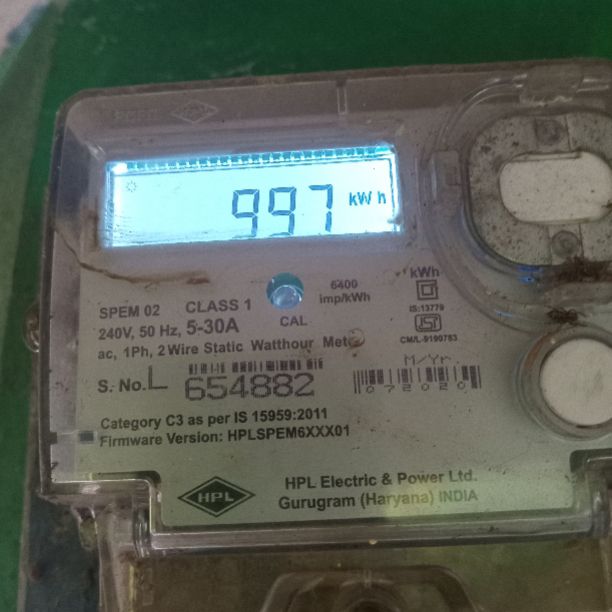 997 kWh
6400
imp/kWh
kWh
IS:13779
SPEM 02 CLASS 1
240V, 50 Hz, 5-30A
CAL
CM/L-9190763
ac, 1Ph, 2 Wire Static Watthour Meter
M/Yr.
S. No. L 654882
072020
Category C3 as per IS 15959:2011
Firmware Version: HPLSPEM6XXX01
HPL
HPL Electric & Power Ltd.
Gurugram (Haryana) INDIA